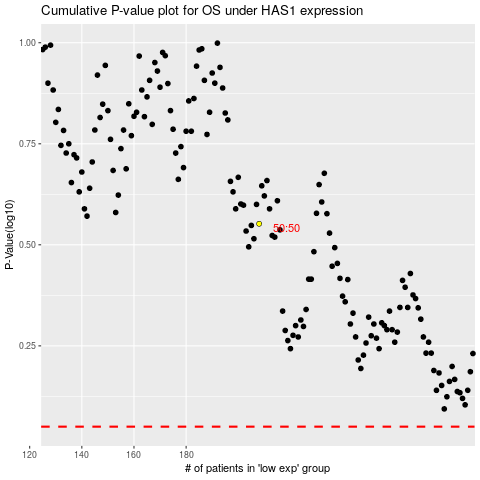 Cumulative P-value plot for OS under HAS1 expression
P-Value(log10)
1.00
0.75
0.50
0.25
50:50
120 140 160 180
# of patients in 'low exp' group